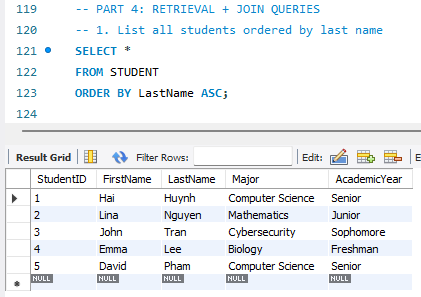 119 -- PART 4: RETRIEVAL + JOIN QUERIES
120 -- 1. List all students ordered by last name
121 SELECT *
122 FROM STUDENT
123 ORDER BY LastName ASC;
124
Result Grid Filter Rows: Edit: E
StudentID FirstName LastName Major AcademicYear
1 Hai Huynh Computer Science Senior
2 Lina Nguyen Mathematics Junior
3 John Tran Cybersecurity Sophomore
4 Emma Lee Biology Freshman
5 David Pham Computer Science Senior
NULL NULL NULL NULL NULL